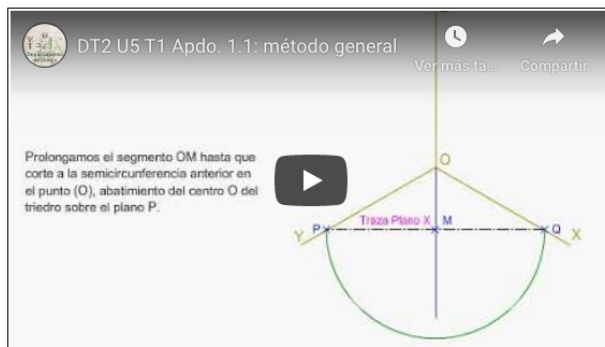 DT2 U5 T1 Apdo. 1.1: método general
Ver más ta... Compartir
Prolongamos el segmento OM hasta que
corte a la semicircunferencia anterior en
el punto (O), abatimiento del centro O del
triedro sobre el plano P.
O
Traza Plano X M
Y P Q X